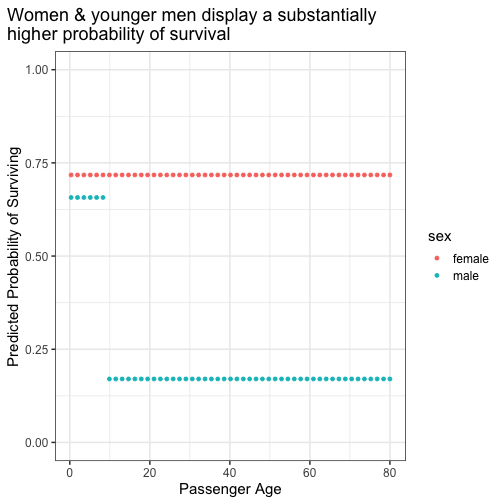 Women & younger men display a substantially
higher probability of survival
Predicted Probability of Surviving
1.00
0.75
0.50
0.25
0.00
0
20
40
60
80
Passenger Age
sex
female
male